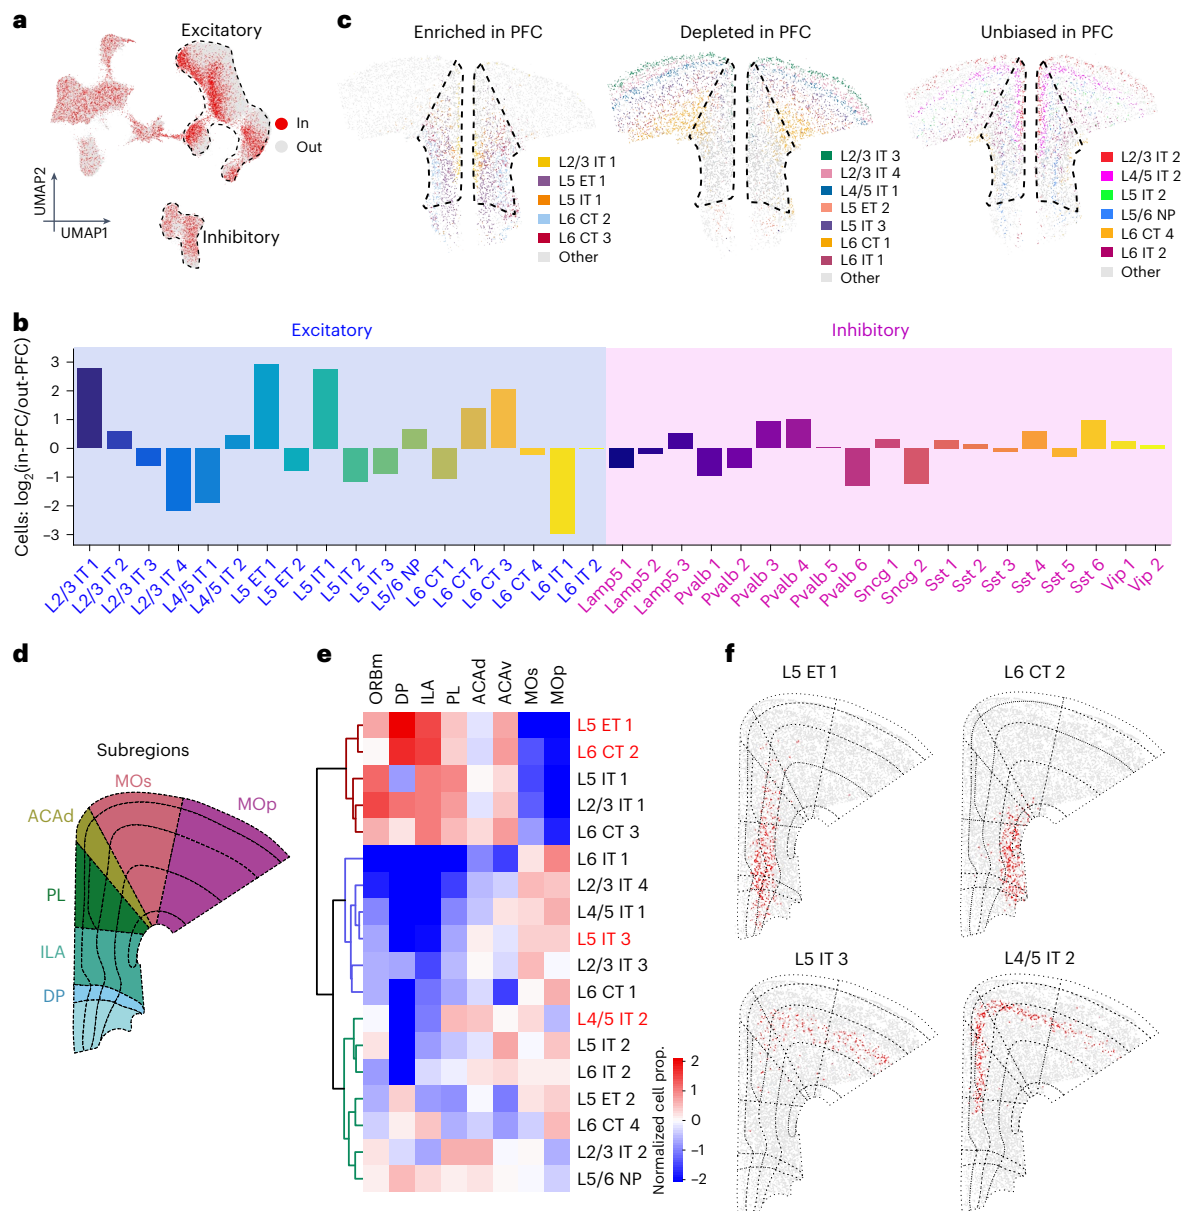 a
Excitatory
In
Out
UMAP2
UMAP1
Inhibitory
c
Enriched in PFC
L2/3 IT 1
L5 ET 1
L5 IT 1
L6 CT 2
L6 CT 3
Other
Depleted in PFC
L2/3 IT 3
L2/3 IT 4
L4/5 IT 1
L5 ET 2
L5 IT 3
L6 CT 1
L6 IT 1
Other
Unbiased in PFC
L2/3 IT 2
L4/5 IT 2
L5 IT 2
L5/6 NP
L6 CT 4
L6 IT 2
Other
b
Excitatory
Inhibitory
Cells: log2(in-PFC/out-PFC)
3
2
1
0
−1
−2
−3
L2/3 IT 1
L2/3 IT 2
L2/3 IT 3
L2/3 IT 4
L4/5 IT 1
L4/5 IT 2
L5 ET 1
L5 ET 2
L5 IT 1
L5 IT 2
L5 IT 3
L5/6 NP
L6 CT 1
L6 CT 2
L6 CT 3
L6 CT 4
L6 IT 1
L6 IT 2
Lamp5 1
Lamp5 2
Lamp5 3
Pvalb 1
Pvalb 2
Pvalb 3
Pvalb 4
Pvalb 5
Pvalb 6
Sncg 1
Sncg 2
Sst 1
Sst 2
Sst 3
Sst 4
Sst 5
Sst 6
Vip 1
Vip 2
d
Subregions
MOs
MOp
ACAd
PL
ILA
DP
e
ORBm
DP
ILA
PL
ACAd
ACAv
MOs
MOp
L5 ET 1
L6 CT 2
L5 IT 1
L2/3 IT 1
L6 CT 3
L6 IT 1
L2/3 IT 4
L4/5 IT 1
L5 IT 3
L2/3 IT 3
L6 CT 1
L4/5 IT 2
L5 IT 2
L6 IT 2
L5 ET 2
L6 CT 4
L2/3 IT 2
L5/6 NP
Normalized cell prop.
2
1
0
−1
−2
f
L5 ET 1
L6 CT 2
L5 IT 3
L4/5 IT 2